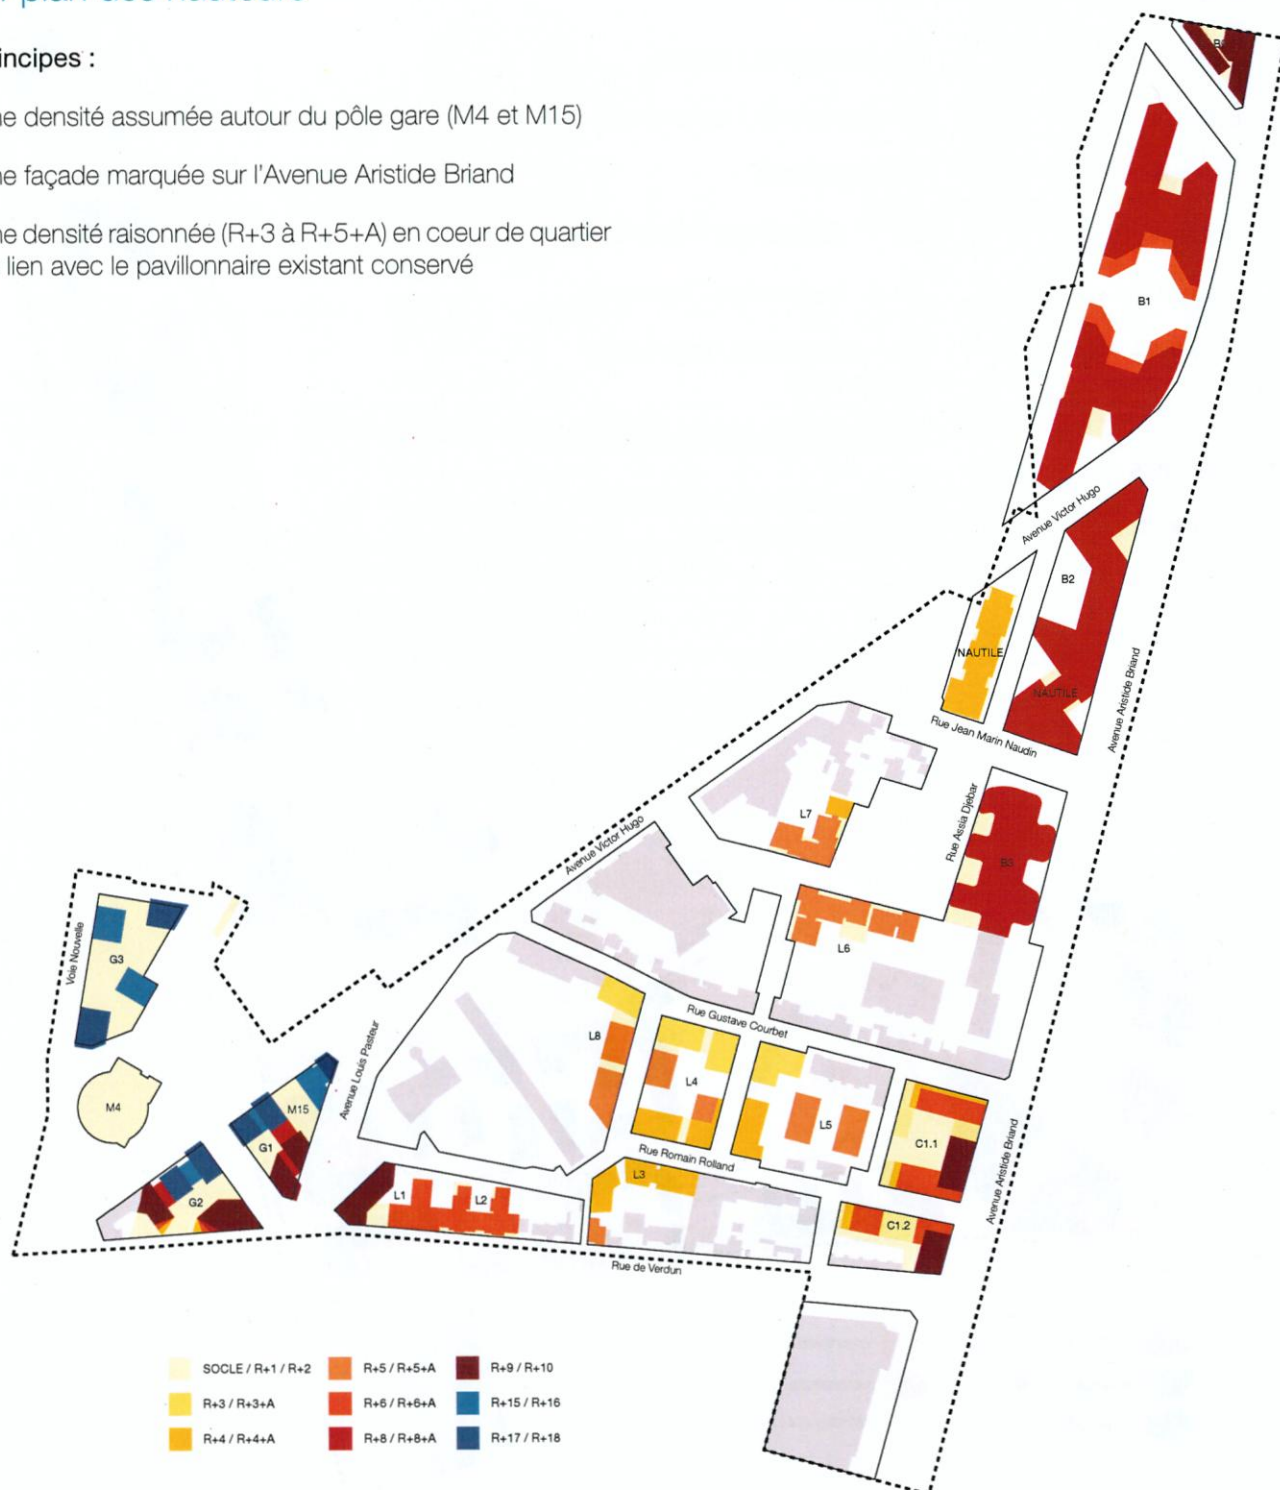 plan des hauteurs
incipes :
ne densité assumée autour du pôle gare (M4 et M15)
ne façade marquée sur l'Avenue Aristide Briand
ne densité raisonnée (R+3 à R+5+A) en coeur de quartier
lien avec le pavillonnaire existant conservé
B1
Avenue Victor Hugo
B2
NAUTILE
NAUTILE
Avenue Aristide Briand
Rue Jean Marin Naudin
Rue Assia Djebar
L7
B3
Avenue Victor Hugo
L6
Voie Nouvelle
G3
Rue Gustave Courbet
L8
Avenue Louis Pasteur
L4
L5
M4
M15
G1
C1.1
Avenue Aristide Briand
Rue Romain Rolland
L3
L1
L2
G2
C1.2
Rue de Verdun
SOCLE / R+1 / R+2
R+5 / R+5+A
R+9 / R+10
R+3 / R+3+A
R+6 / R+6+A
R+15 / R+16
R+4 / R+4+A
R+8 / R+8+A
R+17 / R+18